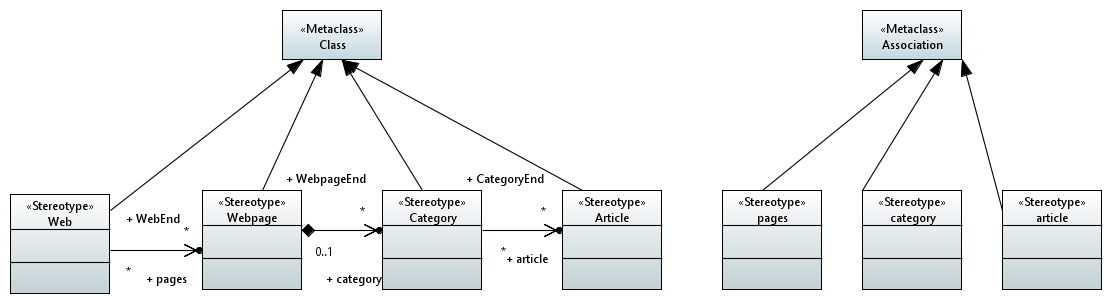 «Metaclass»
Class
«Metaclass»
Association
+ WebpageEnd
+ CategoryEnd
«Stereotype»
Web
+ WebEnd
*
«Stereotype»
Webpage
*
«Stereotype»
Category
*
«Stereotype»
Article
«Stereotype»
pages
«Stereotype»
category
«Stereotype»
article
*
+ pages
0..1
+ category
*
+ article